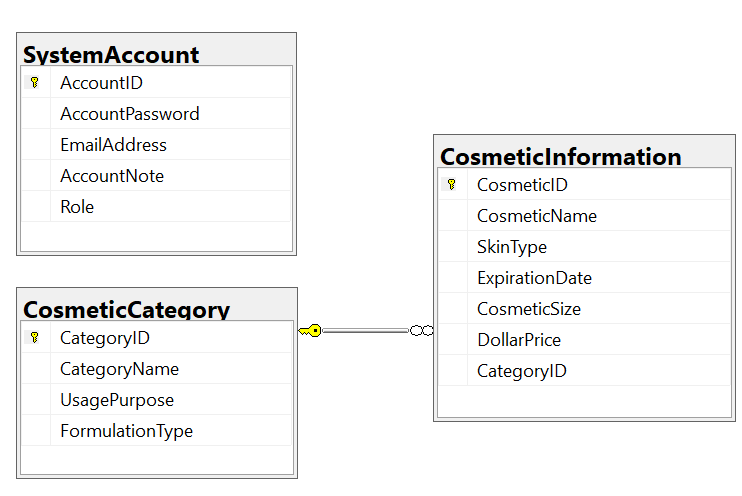 SystemAccount
AccountID
AccountPassword
EmailAddress
AccountNote
Role
CosmeticCategory
CategoryID
CategoryName
UsagePurpose
FormulationType
CosmeticInformation
CosmeticID
CosmeticName
SkinType
ExpirationDate
CosmeticSize
DollarPrice
CategoryID